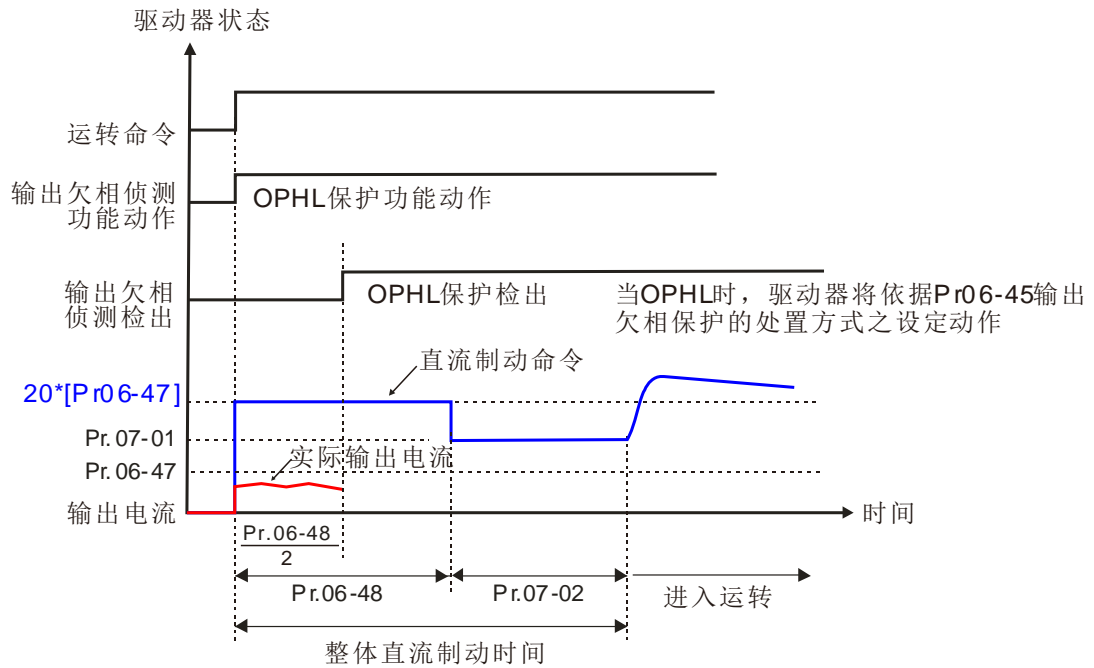 驱动器状态
运转命令
输出欠相侦测
功能动作
OPHL保护功能动作
输出欠相
侦测检出
OPHL保护检出
当OPHL时，驱动器将依据Pr06-45输出
欠相保护的处置方式之设定动作
直流制动命令
20*[Pr06-47]
Pr.07-01
实际输出电流
Pr.06-47
输出电流
时间
Pr.06-48
2
Pr.06-48
Pr.07-02
进入运转
整体直流制动时间